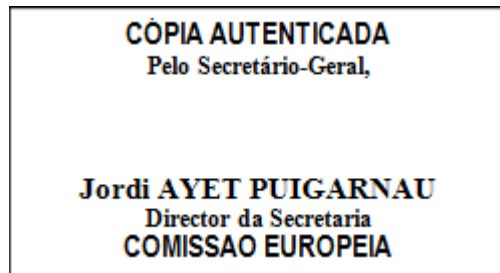 CÓPIA AUTENTICADA
Pelo Secretário-Geral,
Jordi AYET PUIGARNAU
Director da Secretaria
COMISSAO EUROPEIA